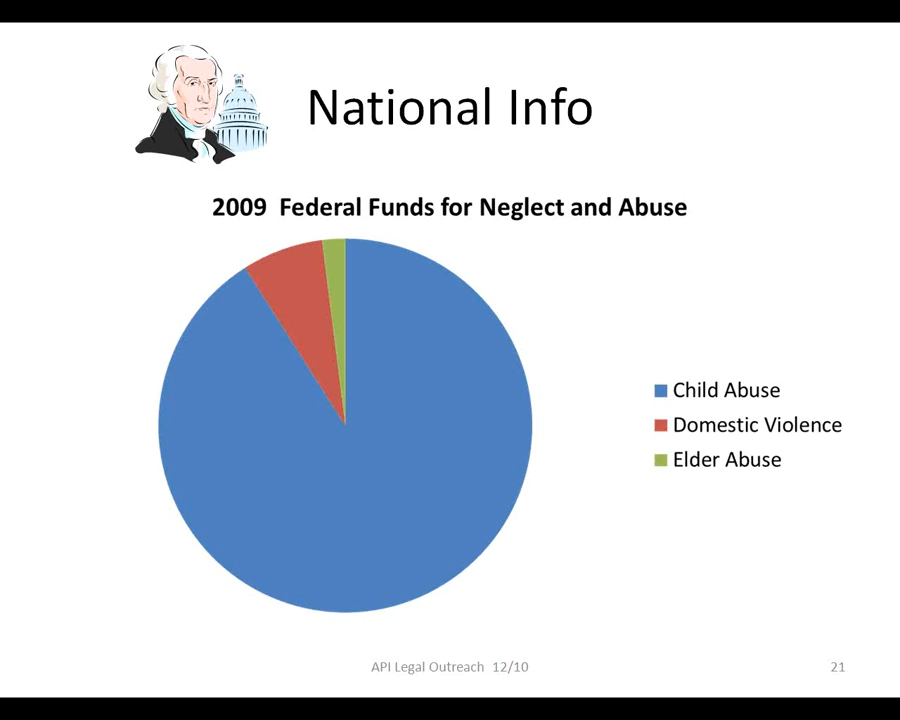 National Info
2009  Federal Funds for Neglect and Abuse
Child Abuse
Domestic Violence
Elder Abuse
API Legal Outreach  12/10
21